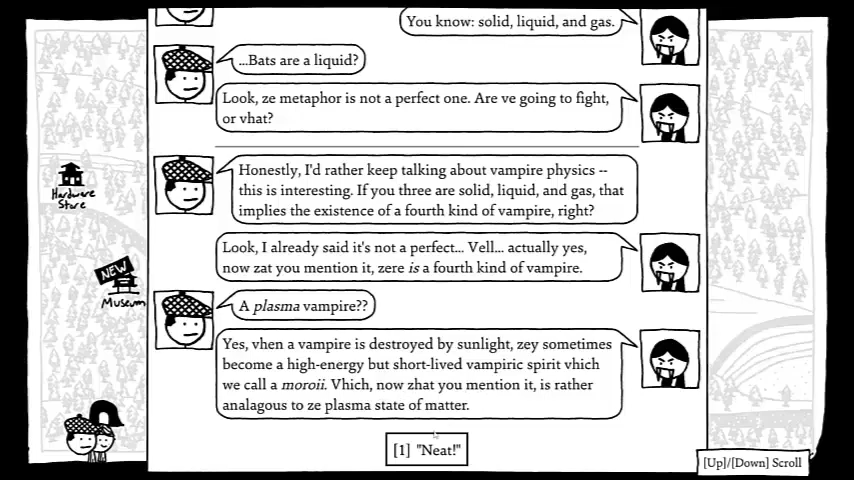 You know: solid, liquid, and gas.
...Bats are a liquid?
Look, ze metaphor is not a perfect one. Are ve going to fight,
or vhat?
Honestly, I'd rather keep talking about vampire physics --
this is interesting. If you three are solid, liquid, and gas, that
implies the existence of a fourth kind of vampire, right?
Look, I already said it's not a perfect... Vell... actually yes,
now zat you mention it, zere is a fourth kind of vampire.
A plasma vampire??
Yes, vhen a vampire is destroyed by sunlight, zey sometimes
become a high-energy but short-lived vampiric spirit which
we call a moroii. Vhich, now zhat you mention it, is rather
analagous to ze plasma state of matter.
[1] "Neat!"
Hardware
Store
NEW
Museum
[Up]/[Down] Scroll